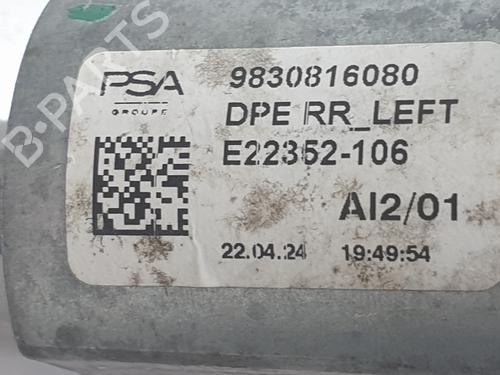 PSA
GROUPE
9830816080
DPE RR_LEFT
E22352-106
AI2/01
22.04.24 19:49:54
B-PARTS